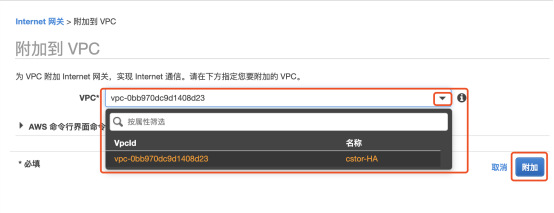 Internet 网关 > 附加到 VPC
附加到 VPC
为 VPC 附加 Internet 网关，实现 Internet 通信。请在下方指定您要附加的 VPC。
VPC* vpc-0bb970dc9d1408d23
按属性筛选
AWS 命令行界面命令
VpcId 名称
vpc-0bb970dc9d1408d23 cstor-HA
* 必填 取消 附加